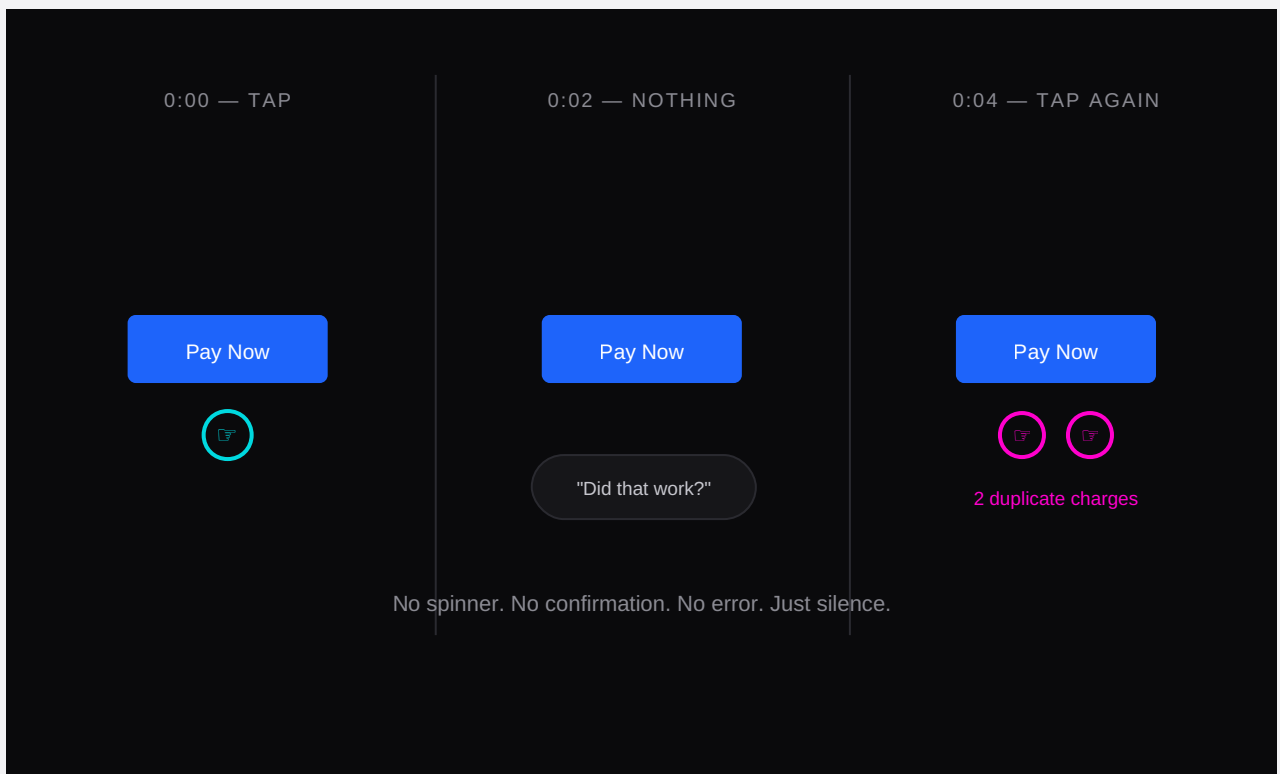 0:00 — TAP
0:02 — NOTHING
0:04 — TAP AGAIN
Pay Now
Pay Now
Pay Now
☞
☞ ☞
"Did that work?"
2 duplicate charges
No spinner. No confirmation. No error. Just silence.